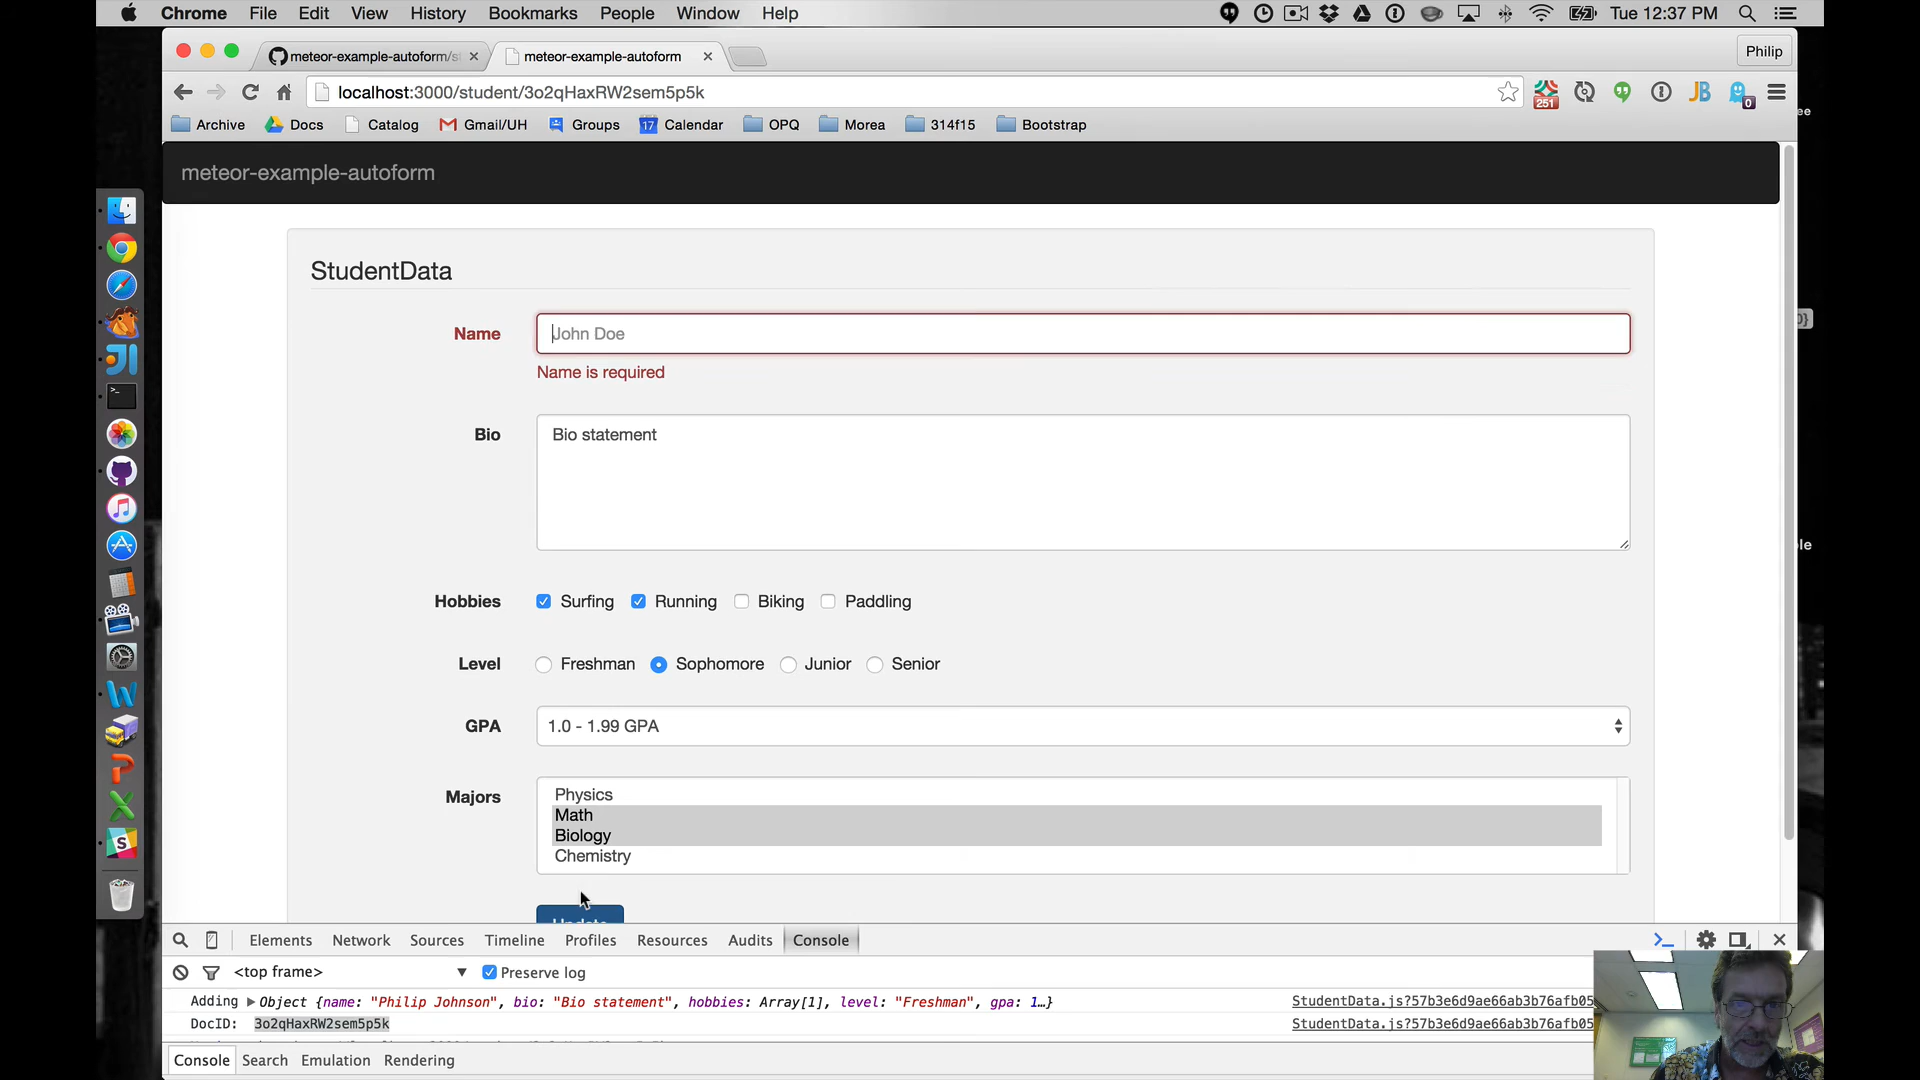 Chrome File Edit View History Bookmarks People Window Help Tue 12:37 PM
meteor-example-autoform/s meteor-example-autoform Philip
localhost:3000/student/3o2qHaxRW2sem5p5k 251 JB 0
Archive Docs Catalog Gmail/UH 17 Calendar Groups OPQ Morea 314f15 Bootstrap
meteor-example-autoform
StudentData
Name John Doe
Name is required
Bio Bio statement
Hobbies Surfing Running Biking Paddling
Level Freshman Sophomore Junior Senior
GPA 1.0 - 1.99 GPA
Majors Physics
Math
Biology
Chemistry
Update
Elements Network Sources Timeline Profiles Resources Audits Console
<top frame> Preserve log
Adding Object {name: "Philip Johnson", bio: "Bio statement", hobbies: Array[1], level: "Freshman", gpa: 1…} StudentData.js?57b3e6d9ae66ab3b76afb05
DocID: 3o2qHaxRW2sem5p5k StudentData.js?57b3e6d9ae66ab3b76afb05
Console Search Emulation Rendering